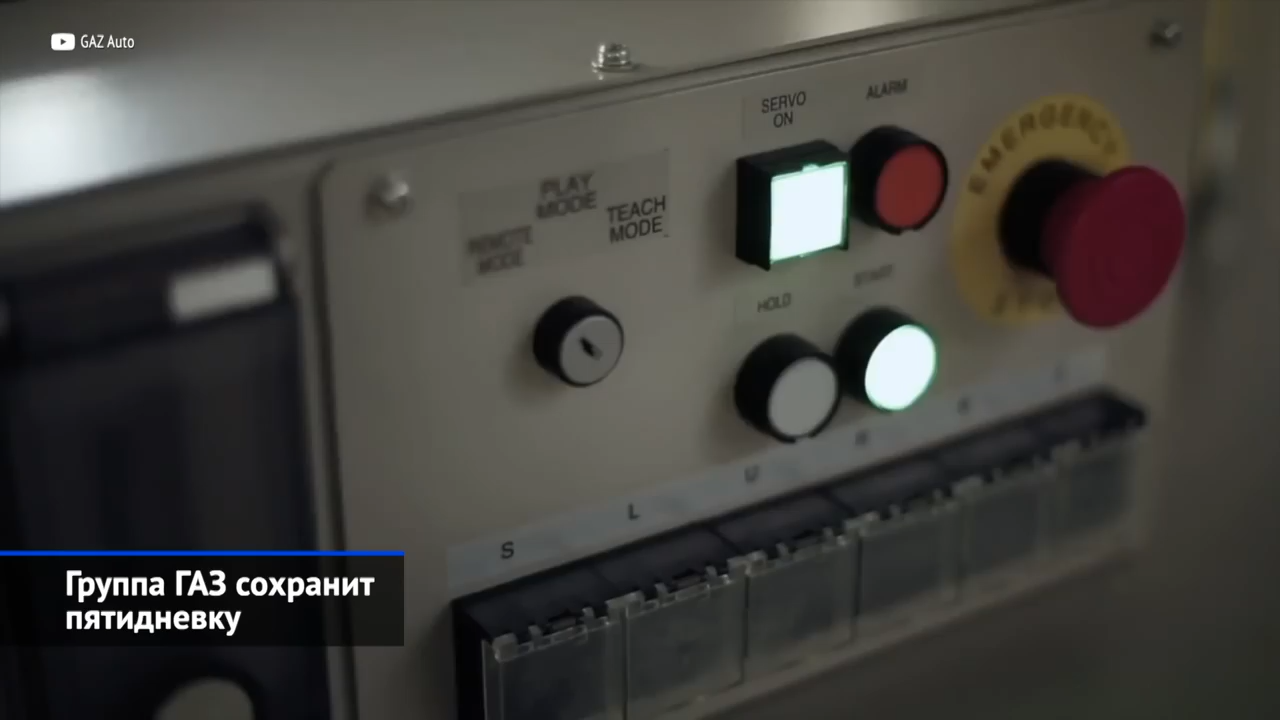 GAZ Auto
SERVO
ON
ALARM
PLAY
MODE
TEACH
MODE
REMOTE
MODE
EMERGENCY
HOLD
START
S
L
U
R
Группа ГАЗ сохранит
пятидневку